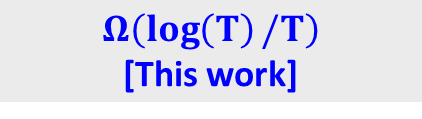 Ω(log(T) /T)
[This work]